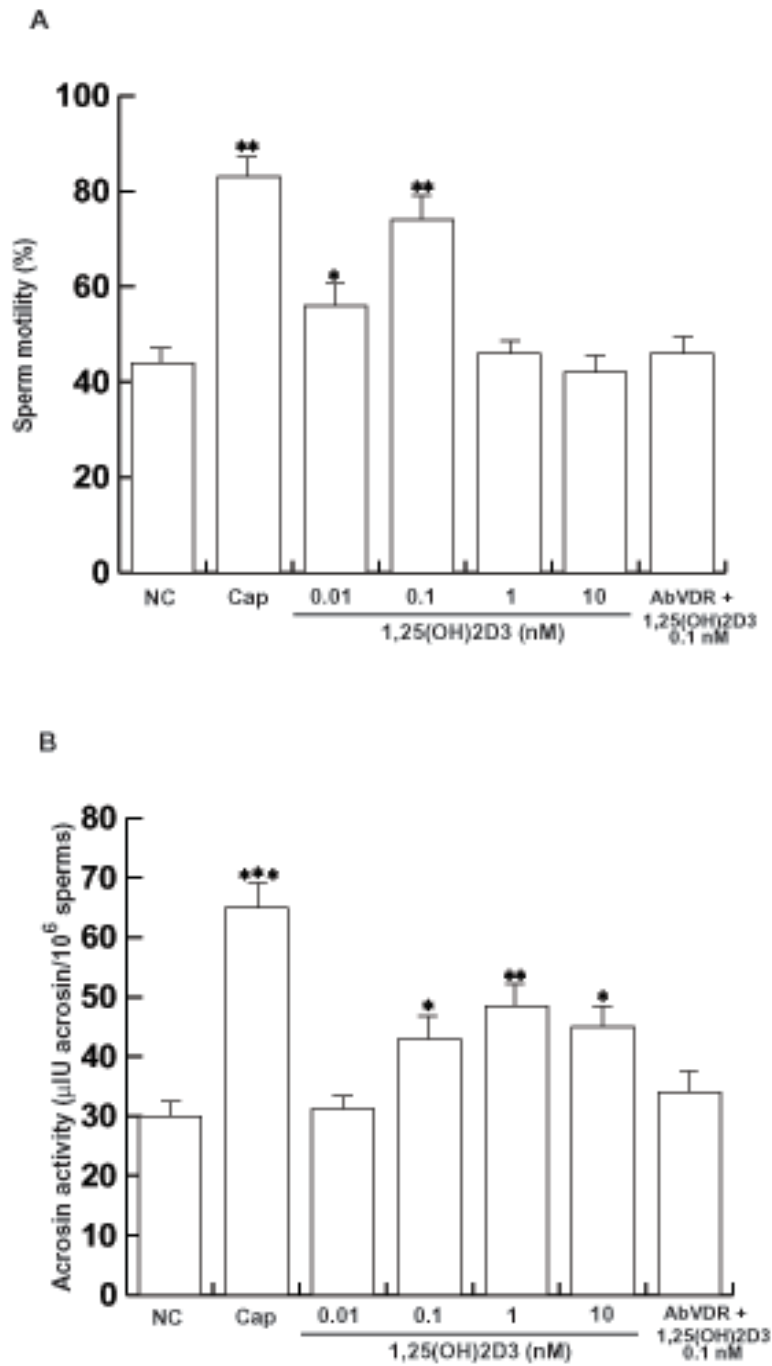 A
Sperm motility (%)
100
80
60
40
20
0
**
*
**
NC Cap 0.01 0.1 1 10 AbVDR +
1,25(OH)2D3 (nM) 1,25(OH)2D3
0.1 nM
B
Acrosin activity (µIU acrosin/10⁶ sperms)
80
70
60
50
40
30
20
10
0
***
*
**
*
NC Cap 0.01 0.1 1 10 AbVDR +
1,25(OH)2D3 (nM) 1,25(OH)2D3
0.1 nM